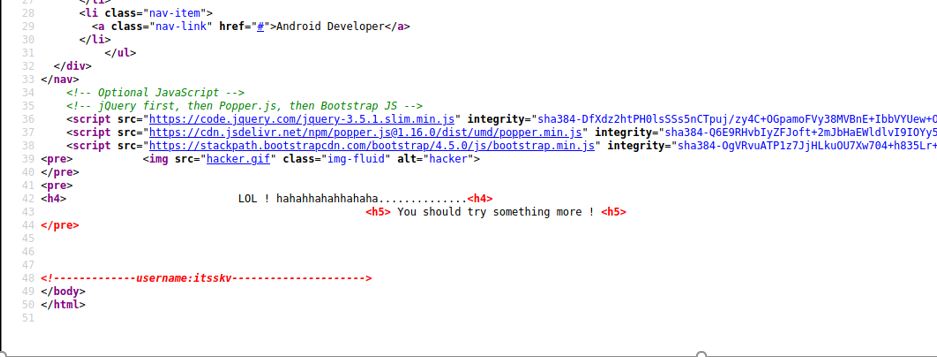 27 </li>
28 <li class="nav-item">
29 <a class="nav-link" href="#">Android Developer</a>
30 </li>
31 </ul>
32 </div>
33 </nav>
34 <!-- Optional JavaScript -->
35 <!-- jQuery first, then Popper.js, then Bootstrap JS -->
36 <script src="https://code.jquery.com/jquery-3.5.1.slim.min.js" integrity="sha384-DfXdz2htPH0lsSSs5nCTpuj/zy4C+OGpamoFVy38MVBnE+IbbVYUew+O
37 <script src="https://cdn.jsdelivr.net/npm/popper.js@1.16.0/dist/umd/popper.min.js" integrity="sha384-Q6E9RHvbIyZFJoft+2mJbHaEWldlvI9IOYy5
38 <script src="https://stackpath.bootstrapcdn.com/bootstrap/4.5.0/js/bootstrap.min.js" integrity="sha384-OgVRvuATP1z7JjHLkuOU7Xw704+h835Lr+
39 <pre> <img src="hacker.gif" class="img-fluid" alt="hacker">
40 </pre>
41 <pre>
42 <h4> LOL ! hahahhahahhahaha..............<h4>
43 <h5> You should try something more ! <h5>
44 </pre>
45
46
47
48 <!-------------username:itsskv--------------------->
49 </body>
50 </html>
51